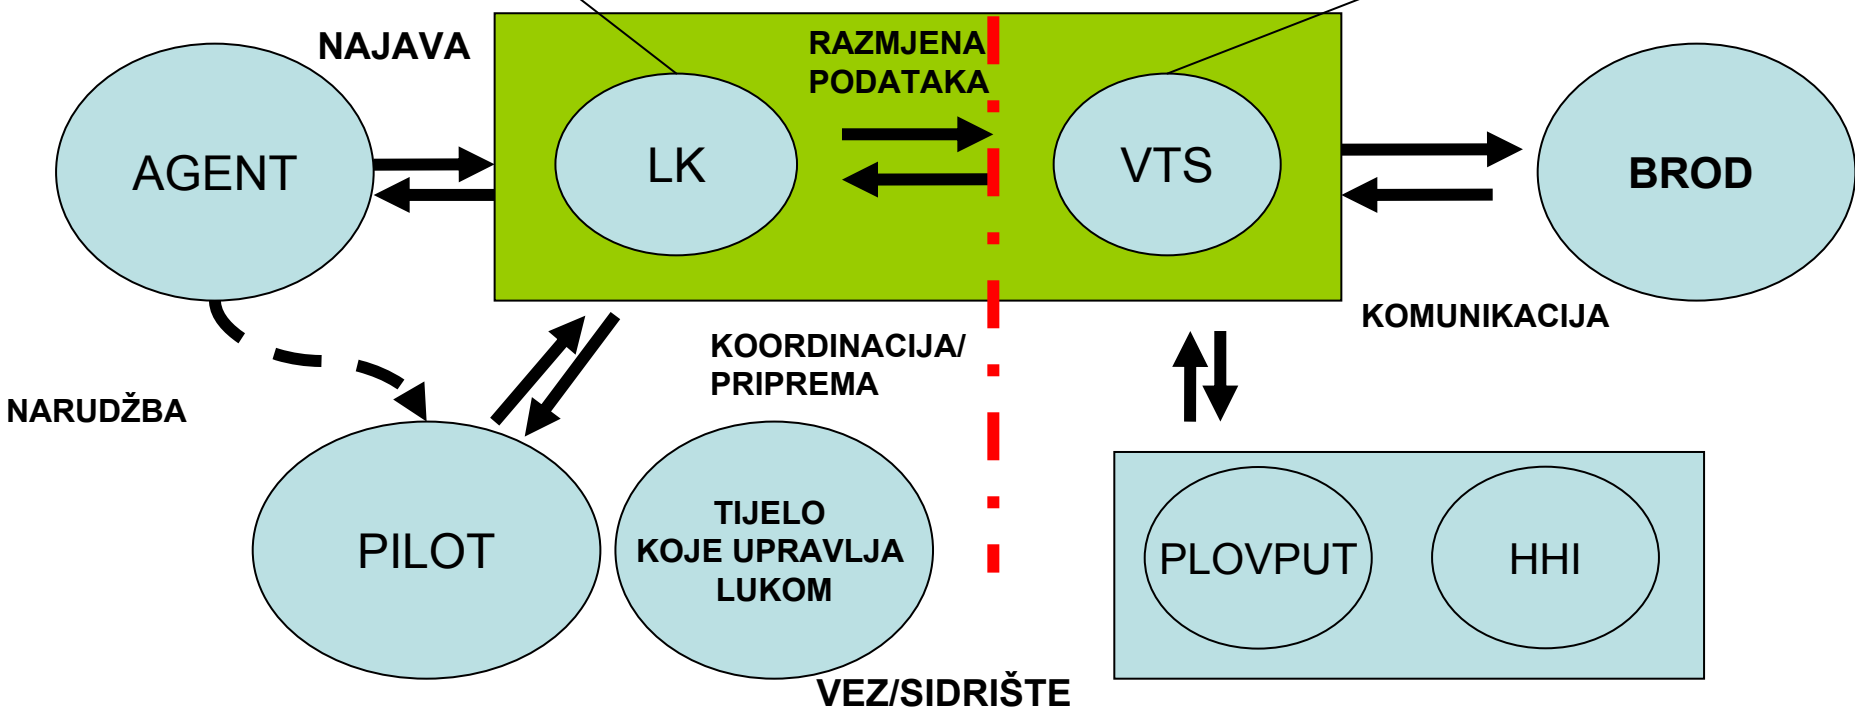 NAJAVA
RAZMJENA
PODATAKA
AGENT
LK
VTS
BROD
KOMUNIKACIJA
KOORDINACIJA/
PRIPREMA
NARUDŽBA
PILOT
TIJELO
KOJE UPRAVLJA
LUKOM
PLOVPUT
HHI
VEZ/SIDRIŠTE